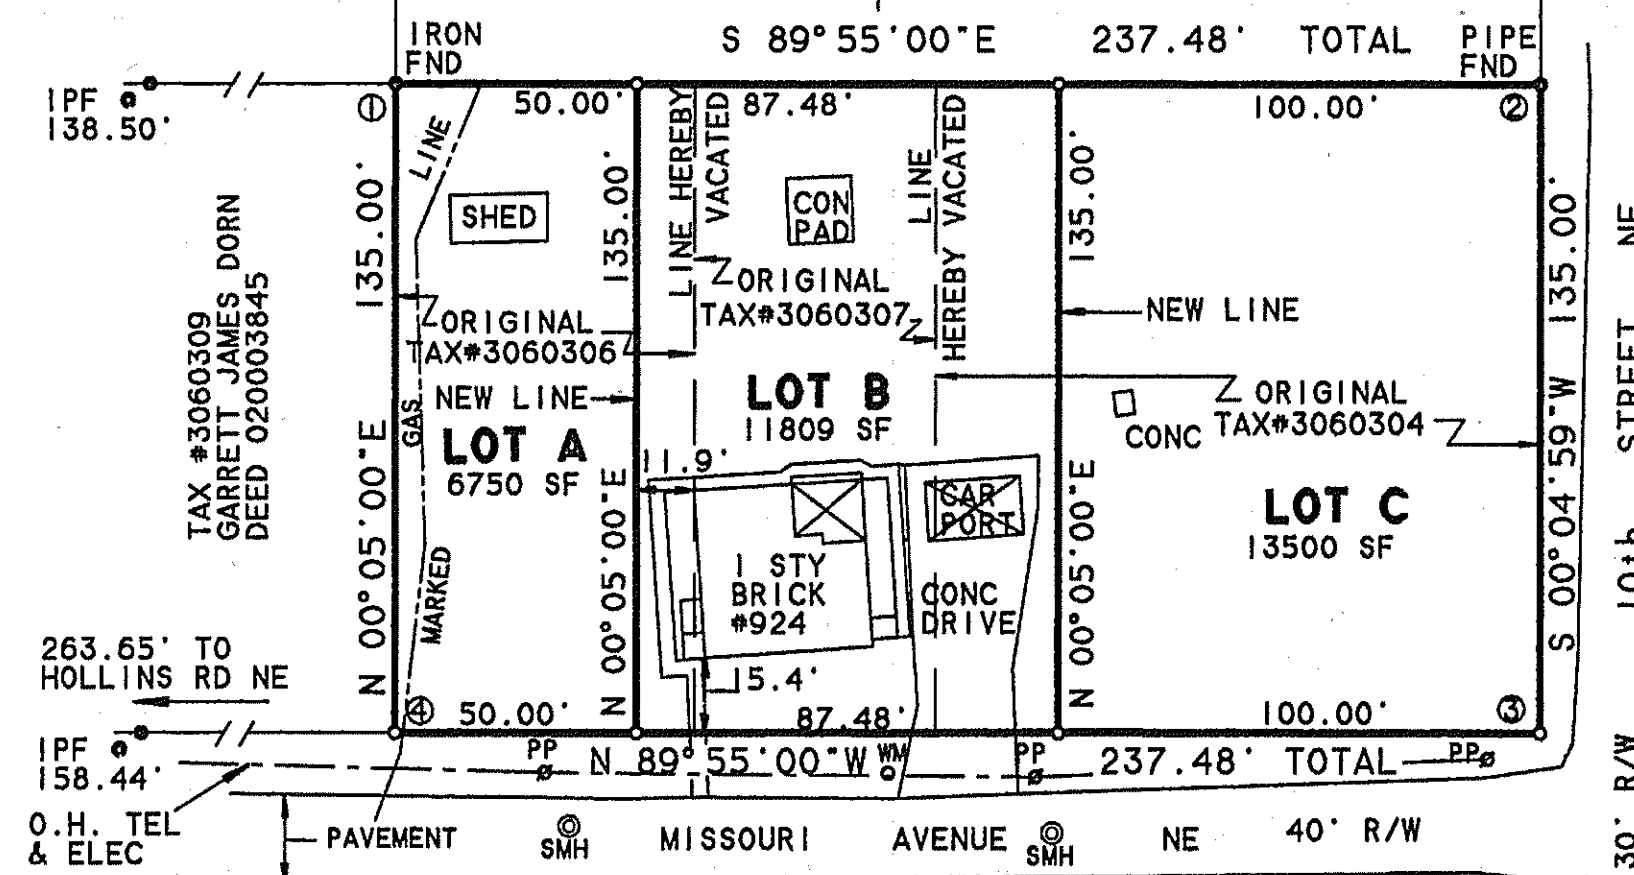 S 89°55'00"E 237.48' TOTAL
IRON
FND
PIPE
FND
IPF
138.50'
①
50.00'
87.48'
100.00'
②
LINE
SHED
135.00'
135.00'
LINE HEREBY
VACATED
CON
PAD
LINE
HEREBY VACATED
135.00'
S 00°04'59"W 135.00'
TAX #3060309
GARRETT JAMES DORN
DEED 020003845
ORIGINAL
TAX#3060306
ORIGINAL
TAX#3060307
NEW LINE
NEW LINE
ORIGINAL
TAX#3060304
CONC
GAS
MARKED
LOT A
6750 SF
LOT B
11809 SF
LOT C
13500 SF
N 00°05'00"E
N 00°05'00"E
N 00°05'00"E
11.9'
CAR
PORT
1 STY
BRICK
#924
CONC
DRIVE
15.4'
263.65' TO
HOLLINS RD NE
④
50.00'
87.48'
100.00'
③
IPF
158.44'
PP
N 89°55'00"W
WM
PP
237.48' TOTAL
PP
O.H. TEL
& ELEC
PAVEMENT
SMH
MISSOURI AVENUE NE 40' R/W
SMH
10th STREET NE
30' R/W